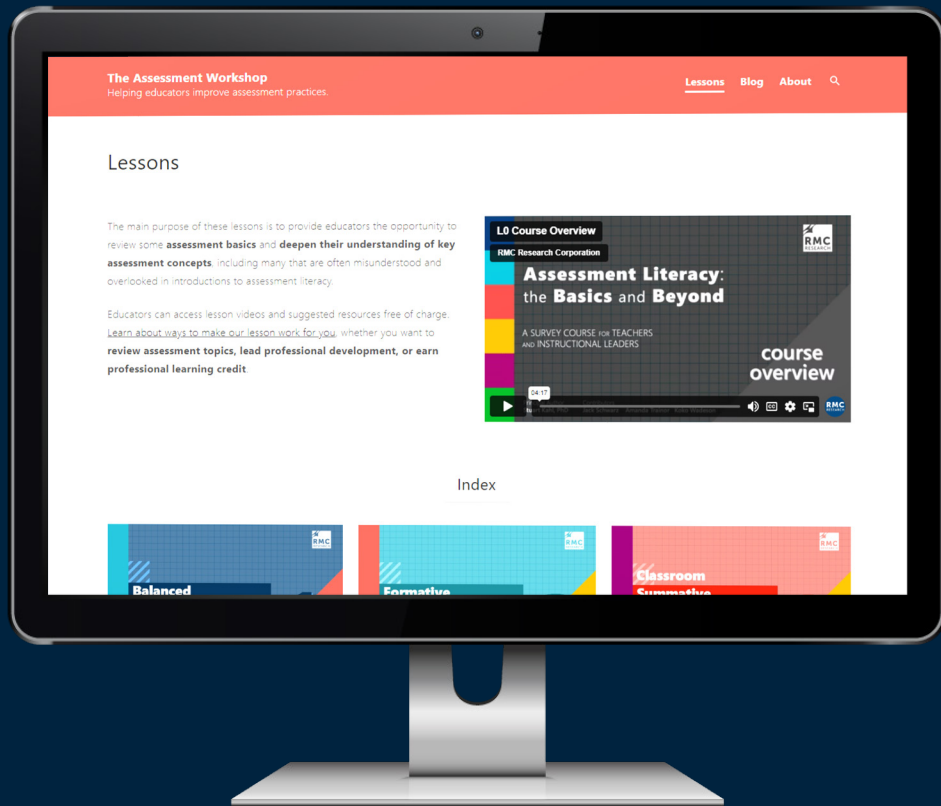 The Assessment Workshop
Helping educators improve assessment practices.
Lessons Blog About
Lessons
The main purpose of these lessons is to provide educators the opportunity to
review some assessment basics and deepen their understanding of key
assessment concepts, including many that are often misunderstood and
overlooked in introductions to assessment literacy.
Educators can access lesson videos and suggested resources free of charge.
Learn about ways to make our lesson work for you, whether you want to
review assessment topics, lead professional development, or earn
professional learning credit.
L0 Course Overview
RMC Research Corporation
RMC
RESEARCH
Assessment Literacy:
the Basics and Beyond
A SURVEY COURSE FOR TEACHERS
AND INSTRUCTIONAL LEADERS
course
overview
04:17
CC
RMC
RESEARCH
Index
RMC
RESEARCH
Balanced
RMC
RESEARCH
Formative
RMC
RESEARCH
Classroom
Summative